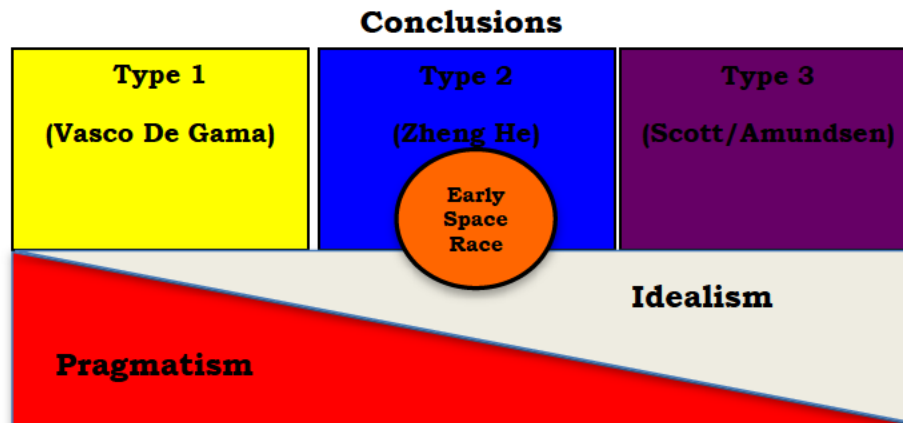 Conclusions
Type 1
(Vasco De Gama)
Type 2
(Zheng He)
Type 3
(Scott/Amundsen)
Early
Space
Race
Idealism
Pragmatism